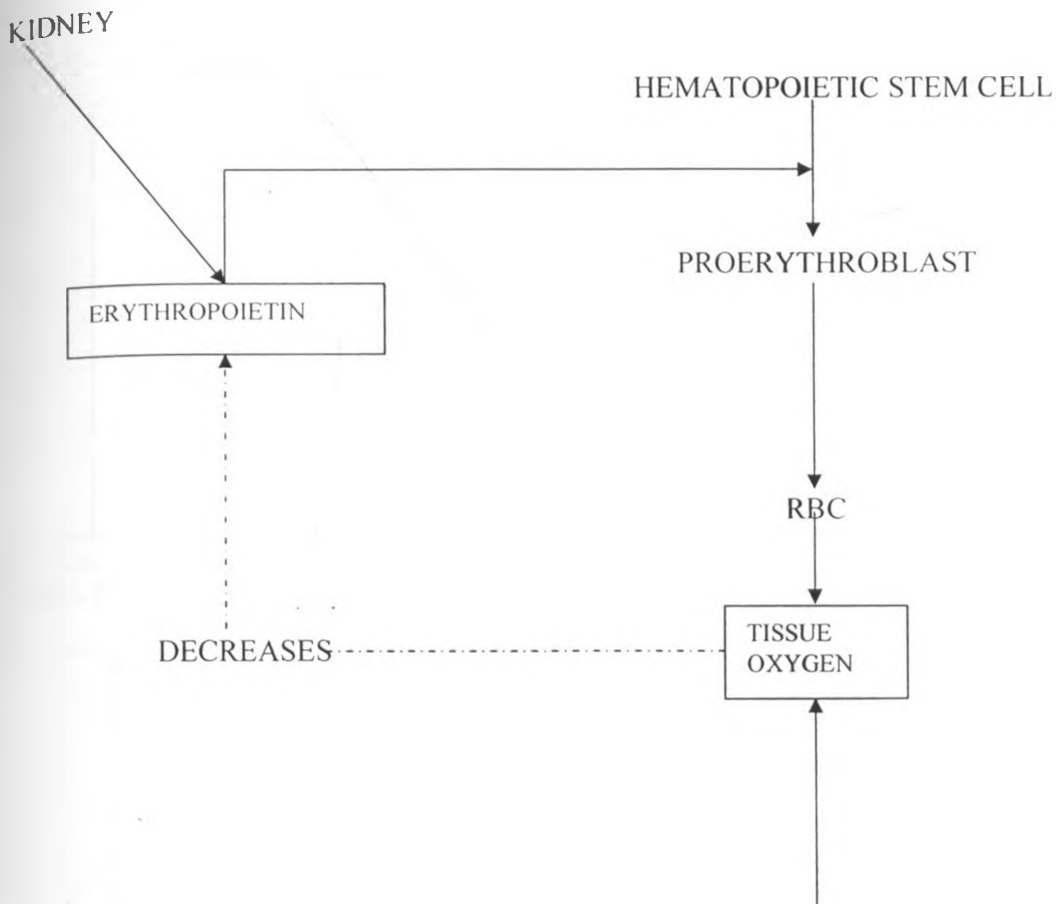 KIDNEY
HEMATOPOIETIC STEM CELL
PROERYTHROBLAST
ERYTHROPOIETIN
RBC
TISSUE
OXYGEN
DECREASES